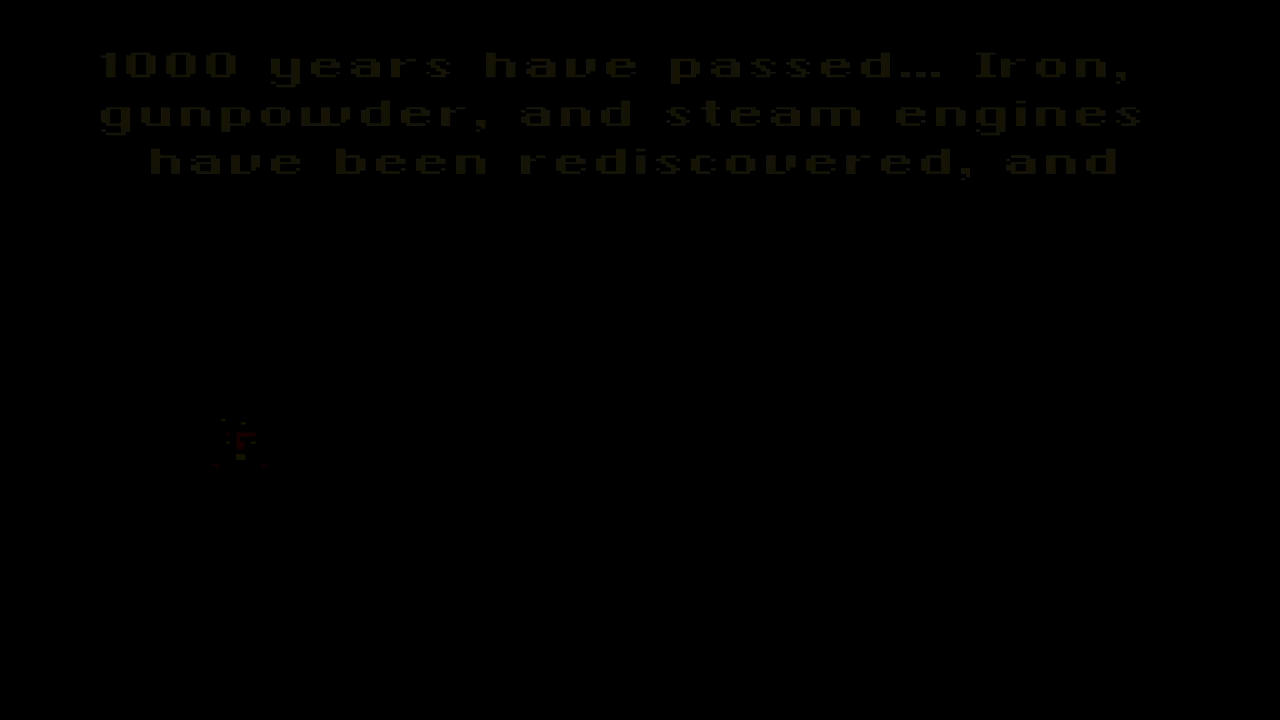 1000 years have passed... Iron,
gunpowder, and steam engines
have been rediscovered, and